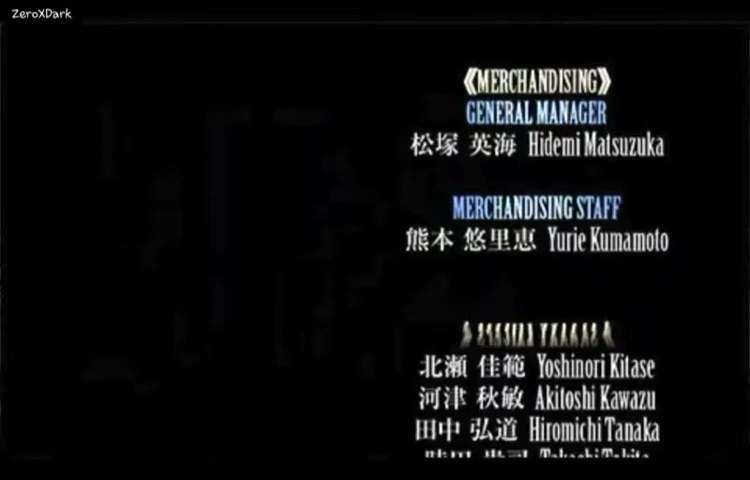 ZeroXDark
《MERCHANDISING》
GENERAL MANAGER
松塚 英海 Hidemi Matsuzuka
MERCHANDISING STAFF
熊本 悠里恵 Yurie Kumamoto
北瀬 佳範 Yoshinori Kitase
河津 秋敏 Akitoshi Kawazu
田中 弘道 Hiromichi Tanaka